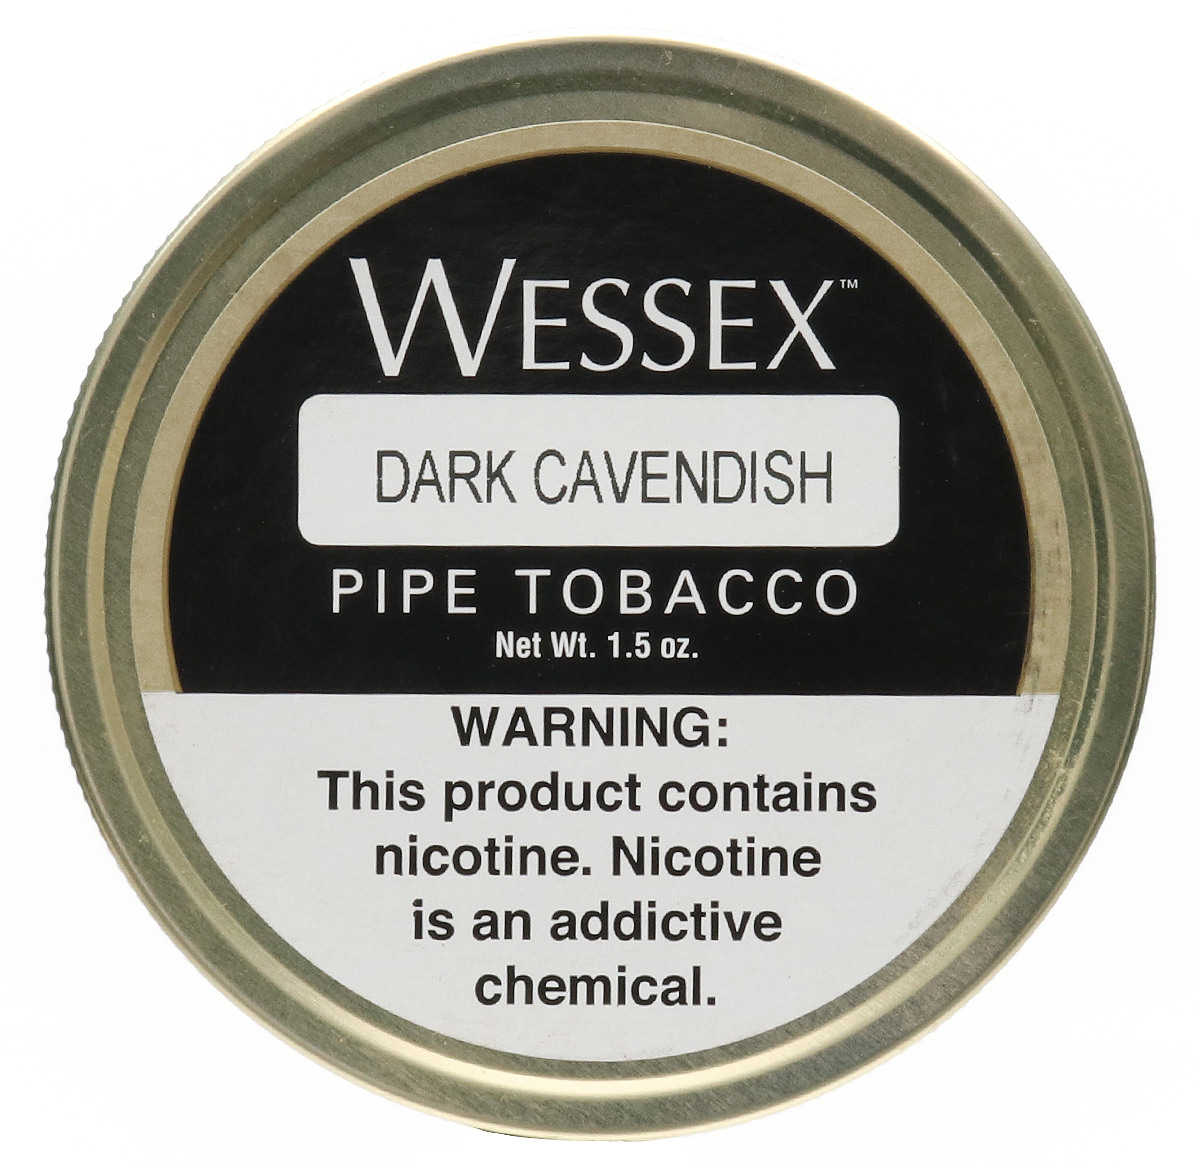 WESSEX™
DARK CAVENDISH
PIPE TOBACCO
Net Wt. 1.5 oz.
WARNING:
This product contains
nicotine. Nicotine
is an addictive
chemical.